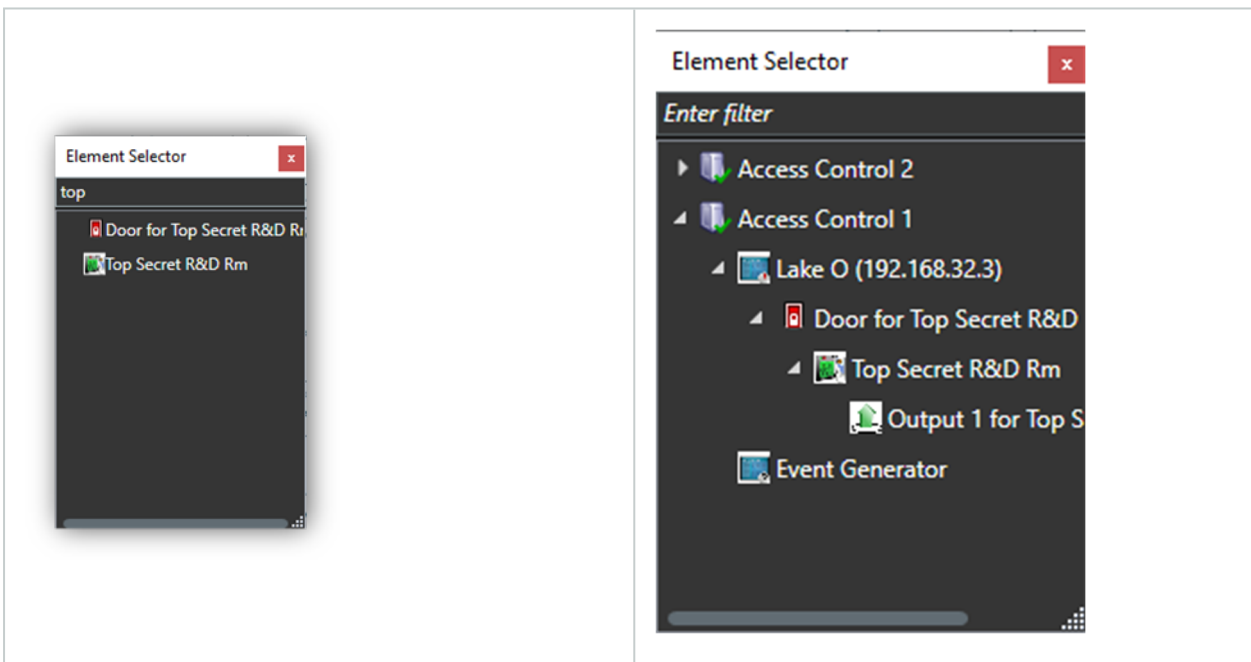 Element Selector
x
top
Door for Top Secret R&D
Top Secret R&D Rm
Element Selector
x
Enter filter
Access Control 2
Access Control 1
Lake O (192.168.32.3)
Door for Top Secret R&D
Top Secret R&D Rm
Output 1 for Top S
Event Generator